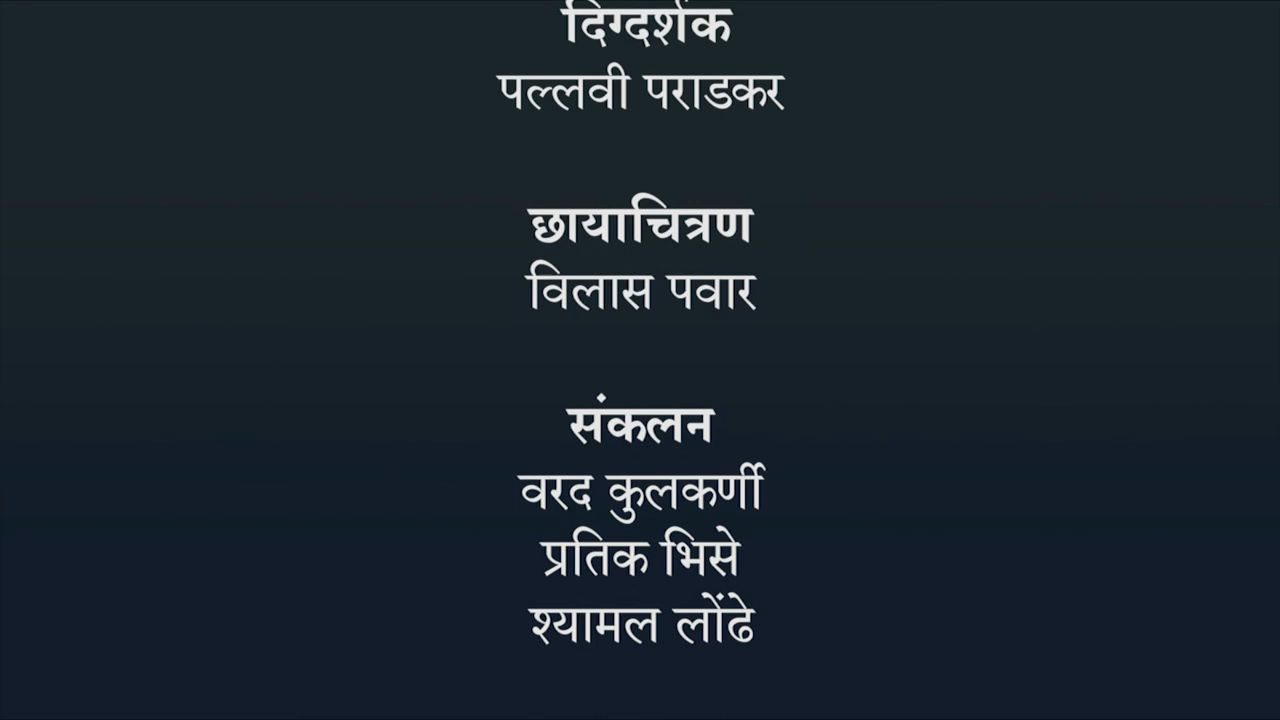 दिग्दर्शक
पल्लवी पराडकर
छायाचित्रण
विलास पवार
संकलन
वरद कुलकर्णी
प्रतिक भिसे
श्यामल लोंढे